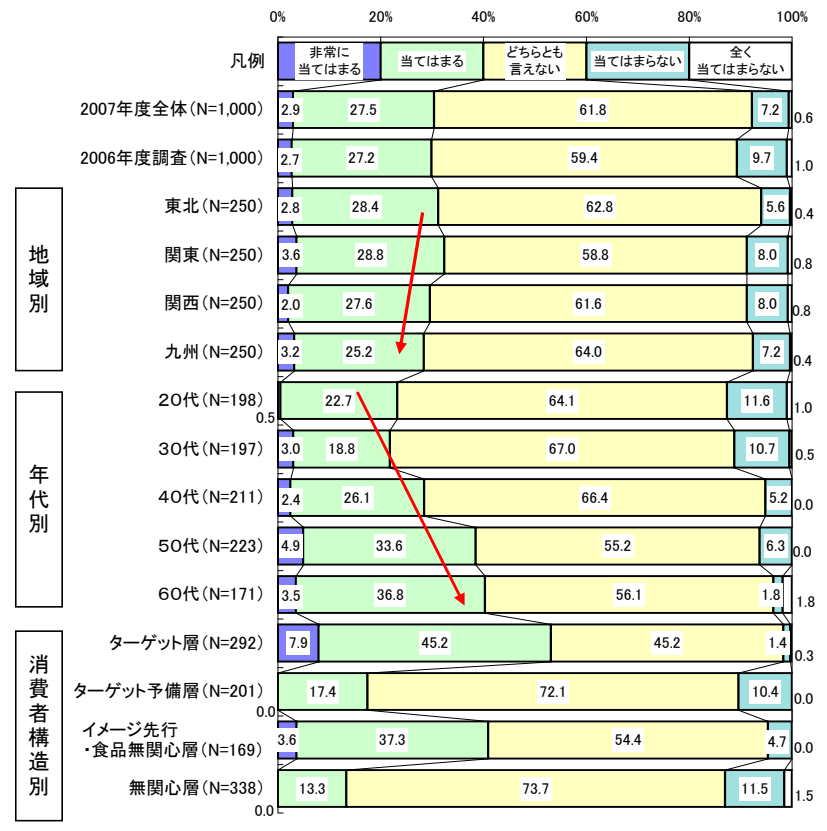 0% 20% 40% 60% 80% 100%
凡例 非常に当てはまる 当てはまる どちらとも言えない 当てはまらない 全く当てはまらない
2007年度全体(N=1,000) 2.9 27.5 61.8 7.2 0.6
2006年度調査(N=1,000) 2.7 27.2 59.4 9.7 1.0
地域別
東北(N=250) 2.8 28.4 62.8 5.6 0.4
関東(N=250) 3.6 28.8 58.8 8.0 0.8
関西(N=250) 2.0 27.6 61.6 8.0 0.8
九州(N=250) 3.2 25.2 64.0 7.2 0.4
年代別
20代(N=198) 0.5 22.7 64.1 11.6 1.0
30代(N=197) 3.0 18.8 67.0 10.7 0.5
40代(N=211) 2.4 26.1 66.4 5.2 0.0
50代(N=223) 4.9 33.6 55.2 6.3 0.0
60代(N=171) 3.5 36.8 56.1 1.8 1.8
消費者構造別
ターゲット層(N=292) 7.9 45.2 45.2 1.4 0.3
ターゲット予備層(N=201) 0.0 17.4 72.1 10.4 0.0
イメージ先行
・食品無関心層(N=169) 3.6 37.3 54.4 4.7 0.0
無関心層(N=338) 0.0 13.3 73.7 11.5 1.5